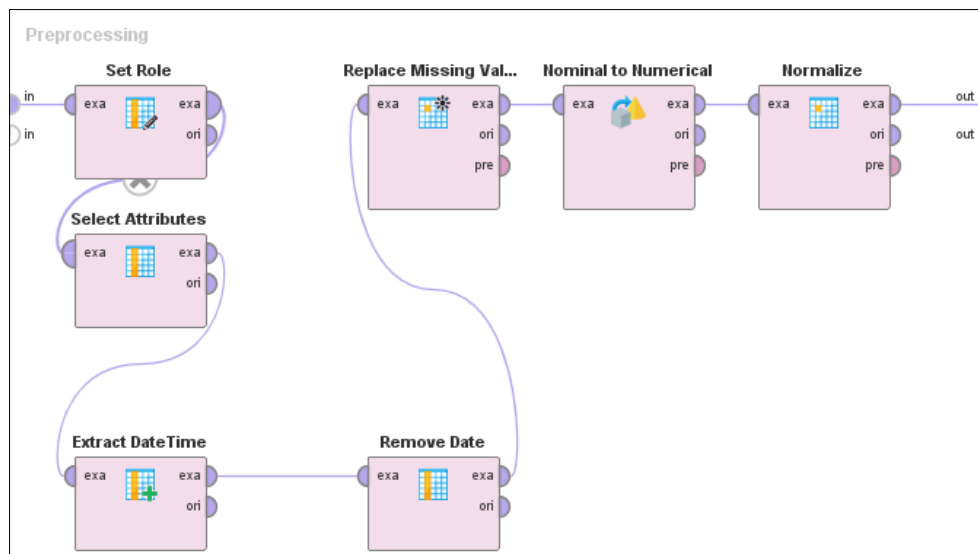 Preprocessing
Set Role
in
exa
exa
in
ori
Select Attributes
exa
exa
ori
Extract DateTime
exa
exa
ori
Remove Date
exa
exa
ori
Replace Missing Val...
exa
exa
ori
pre
Nominal to Numerical
exa
exa
ori
pre
Normalize
exa
exa
ori
pre
out
out